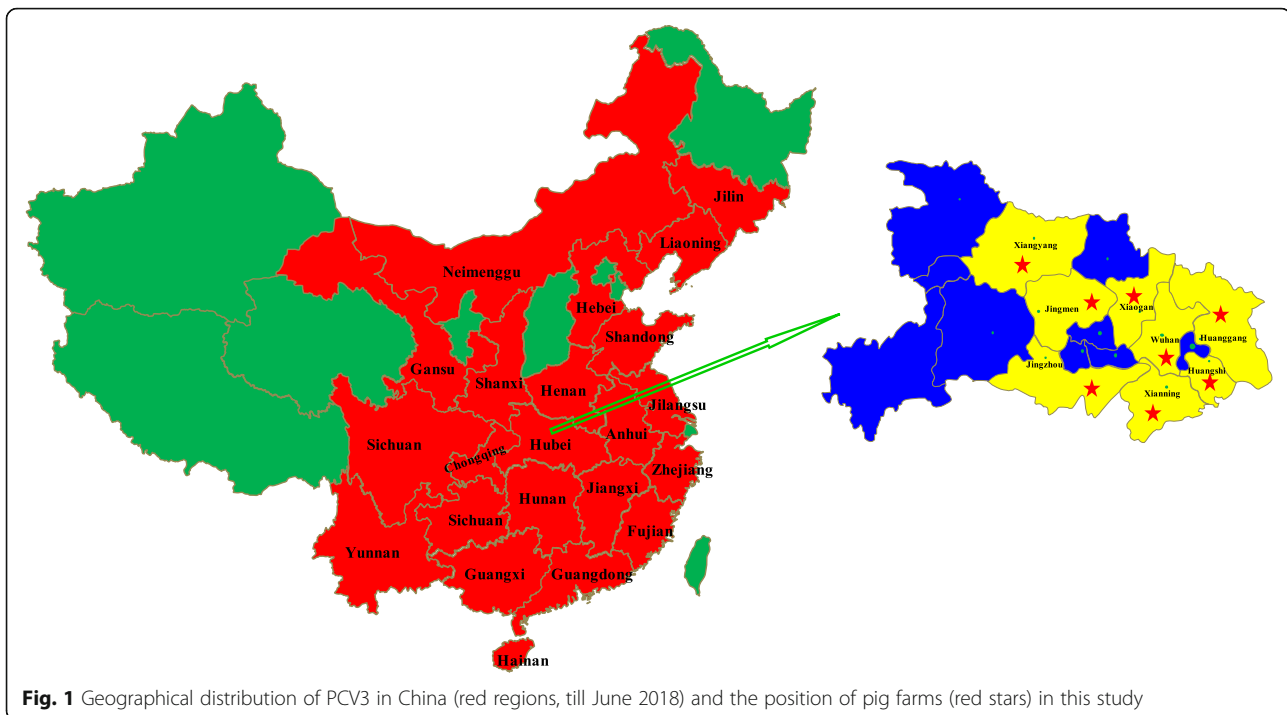 Jilin
Liaoning
Neimenggu
Hebei
Shandong
Gansu
Shanxi
Henan
Jilangsu
Sichuan
Chongqing
Hubei
Anhui
Zhejiang
Hunan
Jiangxi
Sichuan
Fujian
Yunnan
Guangxi
Guangdong
Hainan
Xiangyang
Jingmen
Xiaogan
Wuhan
Huanggang
Jingzhou
Huangshi
Xianning
Fig. 1 Geographical distribution of PCV3 in China (red regions, till June 2018) and the position of pig farms (red stars) in this study